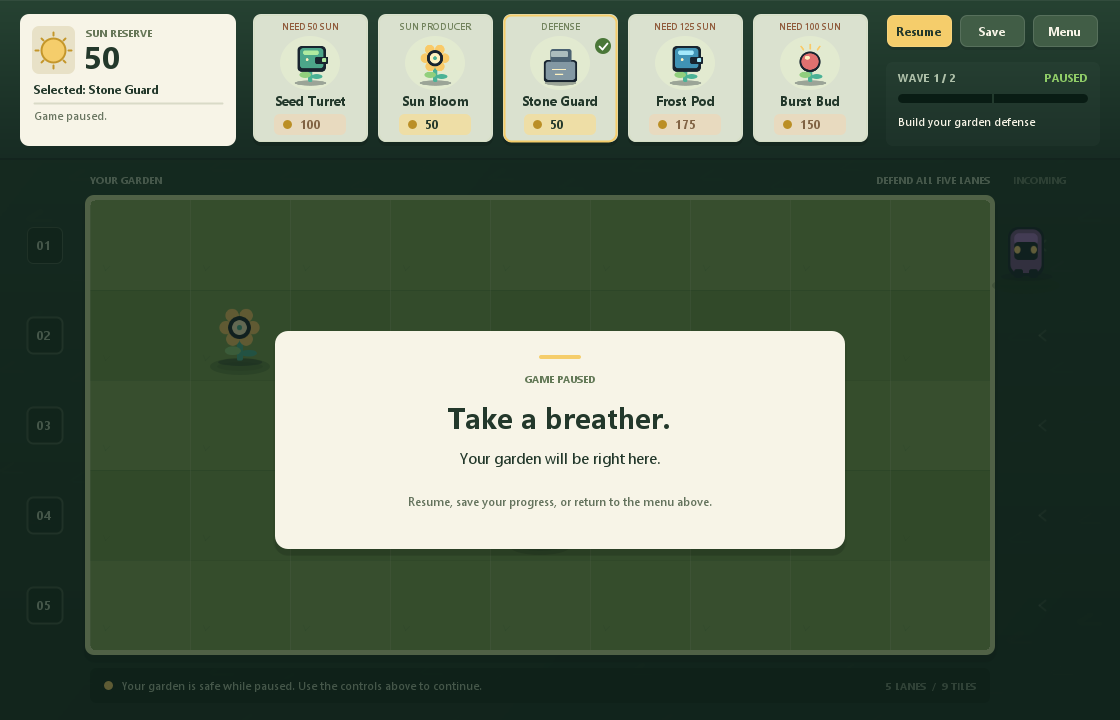 SUN RESERVE
50
Selected: Stone Guard
Game paused.
NEED 50 SUN
Seed Turret
100
SUN PRODUCER
Sun Bloom
50
DEFENSE
Stone Guard
50
NEED 125 SUN
Frost Pod
175
NEED 100 SUN
Burst Bud
150
Resume
Save
Menu
WAVE 1 / 2
PAUSED
Build your garden defense
YOUR GARDEN
DEFEND ALL FIVE LANES
INCOMING
01
02
03
04
05
GAME PAUSED
Take a breather.
Your garden will be right here.
Resume, save your progress, or return to the menu above.
Your garden is safe while paused. Use the controls above to continue.
5 LANES / 9 TILES